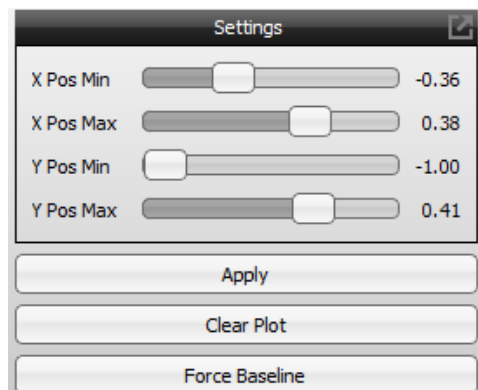 Settings
X Pos Min -0.36
X Pos Max 0.38
Y Pos Min -1.00
Y Pos Max 0.41
Apply
Clear Plot
Force Baseline